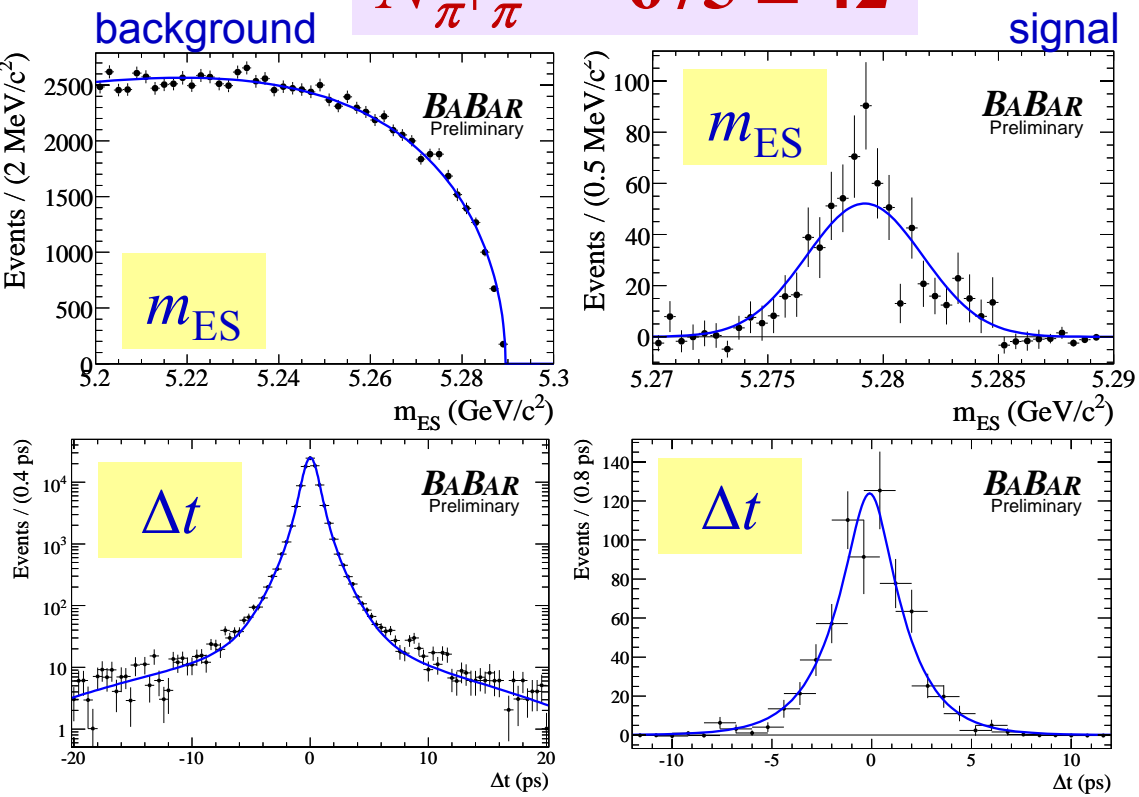 N π π
background
signal
Events / (2 MeV/c²)
2500
2000
1500
1000
500
0
BABAR
Preliminary
mES
5.2 5.22 5.24 5.26 5.28 5.3
mES (GeV/c²)
Events / (0.5 MeV/c²)
100
80
60
40
20
0
mES
BABAR
Preliminary
5.27 5.275 5.28 5.285 5.29
mES (GeV/c²)
Events / (0.4 ps)
10⁴
10³
10²
10
1
Δt
BABAR
Preliminary
-20 -10 0 10 20
Δt (ps)
Events / (0.8 ps)
140
120
100
80
60
40
20
0
Δt
BABAR
Preliminary
-10 -5 0 5 10
Δt (ps)